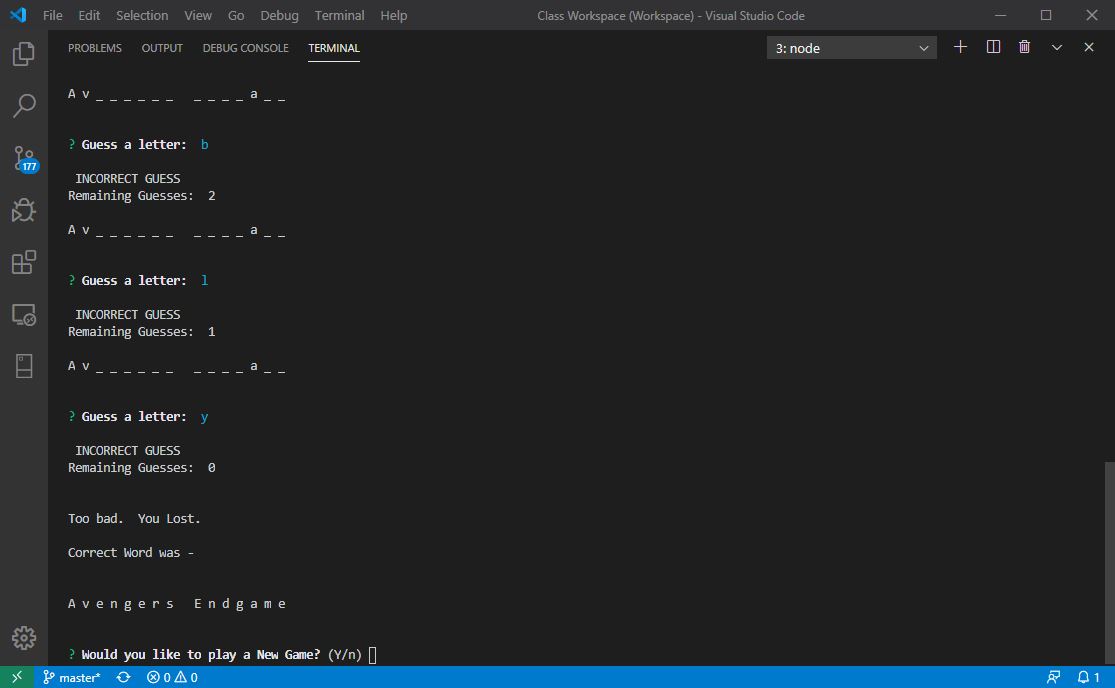 File Edit Selection View Go Debug Terminal Help Class Workspace (Workspace) - Visual Studio Code
PROBLEMS OUTPUT DEBUG CONSOLE TERMINAL 3: node
A v _ _ _ _ _ _   _ _ _ _ a _ _
? Guess a letter:  b
INCORRECT GUESS
Remaining Guesses:  2
A v _ _ _ _ _ _   _ _ _ _ a _ _
? Guess a letter:  l
INCORRECT GUESS
Remaining Guesses:  1
A v _ _ _ _ _ _   _ _ _ _ a _ _
? Guess a letter:  y
INCORRECT GUESS
Remaining Guesses:  0
Too bad.  You Lost.
Correct Word was -
A v e n g e r s   E n d g a m e
? Would you like to play a New Game? (Y/n)
177
master* 0 0 1